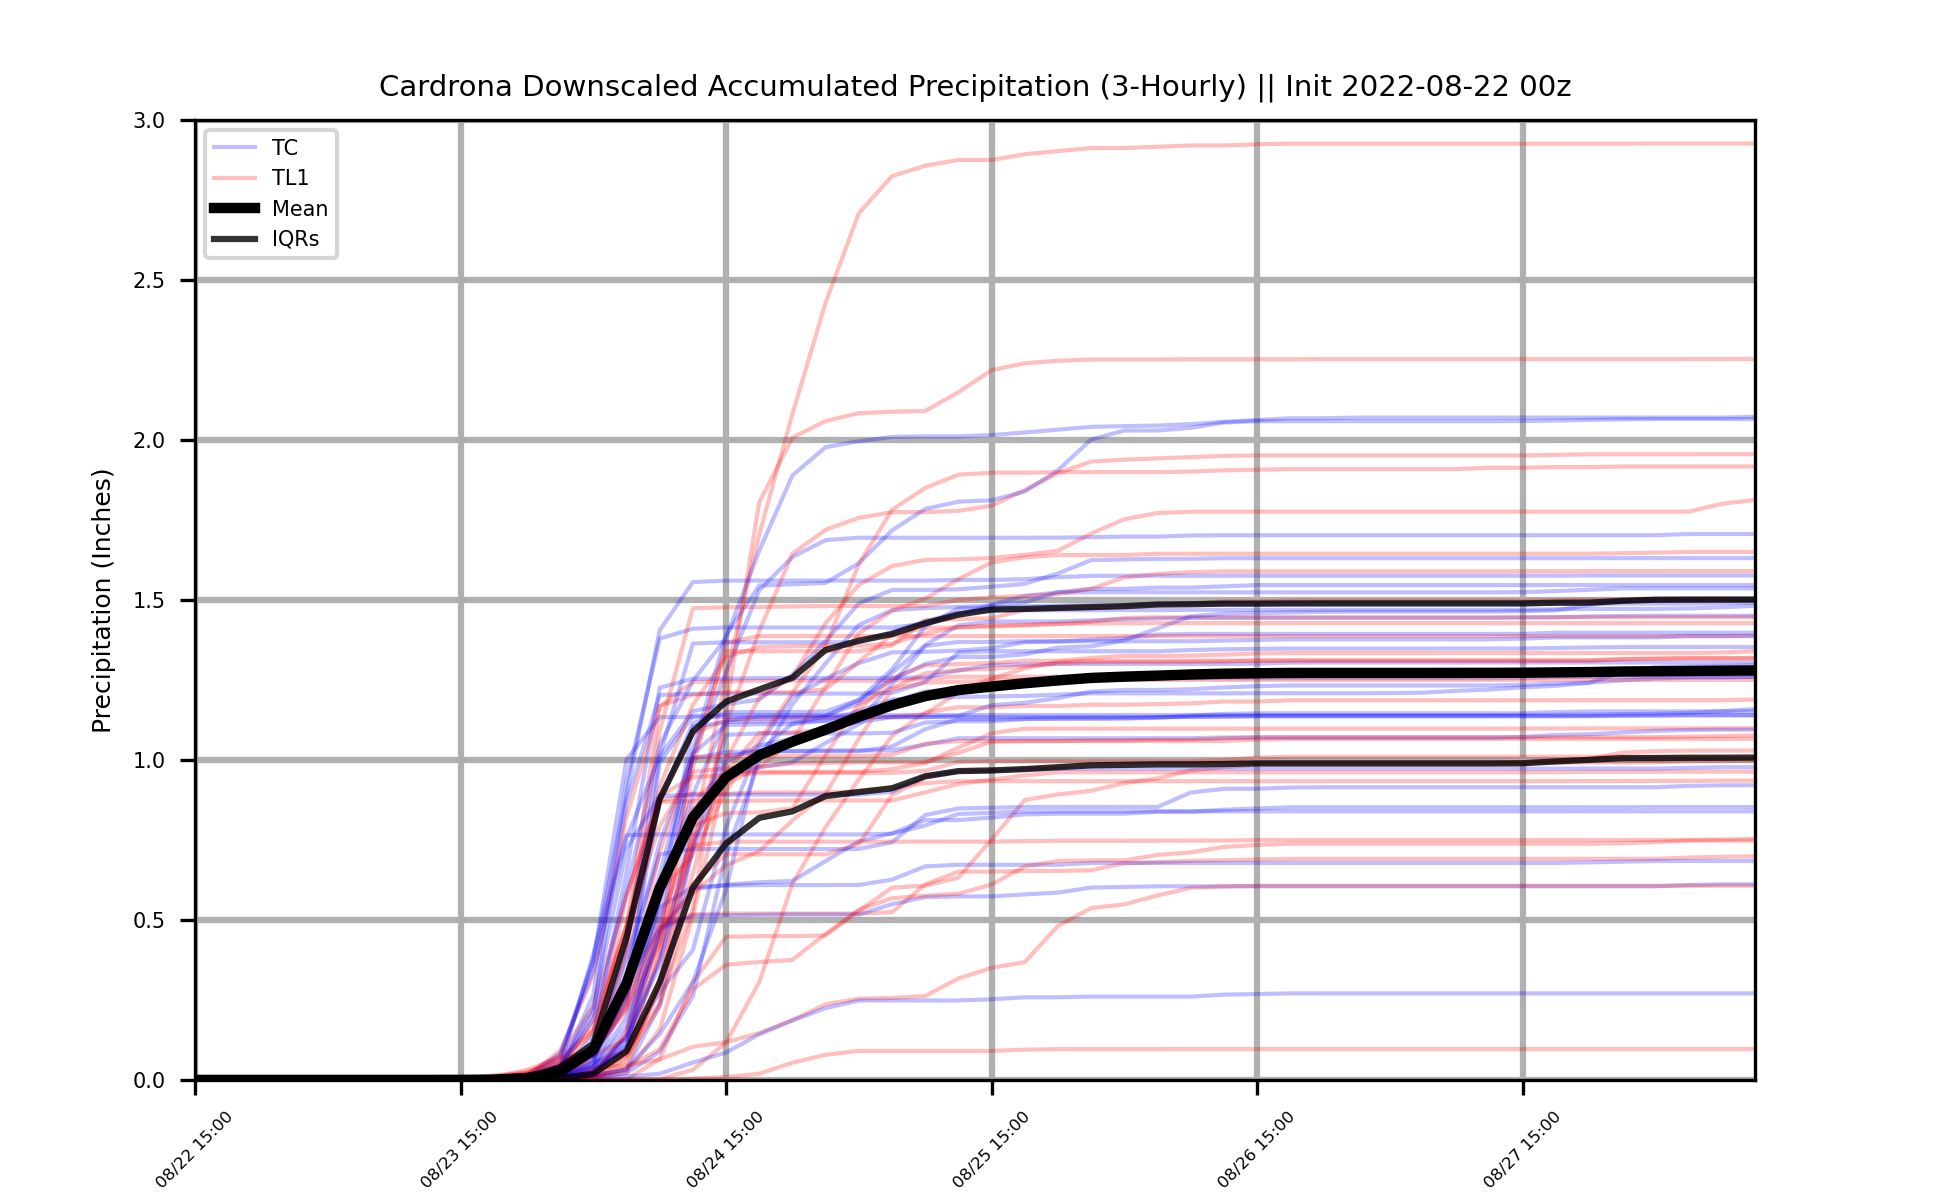 Cardrona Downscaled Accumulated Precipitation (3-Hourly) || Init 2022-08-22 00z
Precipitation (Inches)
3.0
2.5
2.0
1.5
1.0
0.5
0.0
TC
TL1
Mean
IQRs
08/22 15:00
08/23 15:00
08/24 15:00
08/25 15:00
08/26 15:00
08/27 15:00